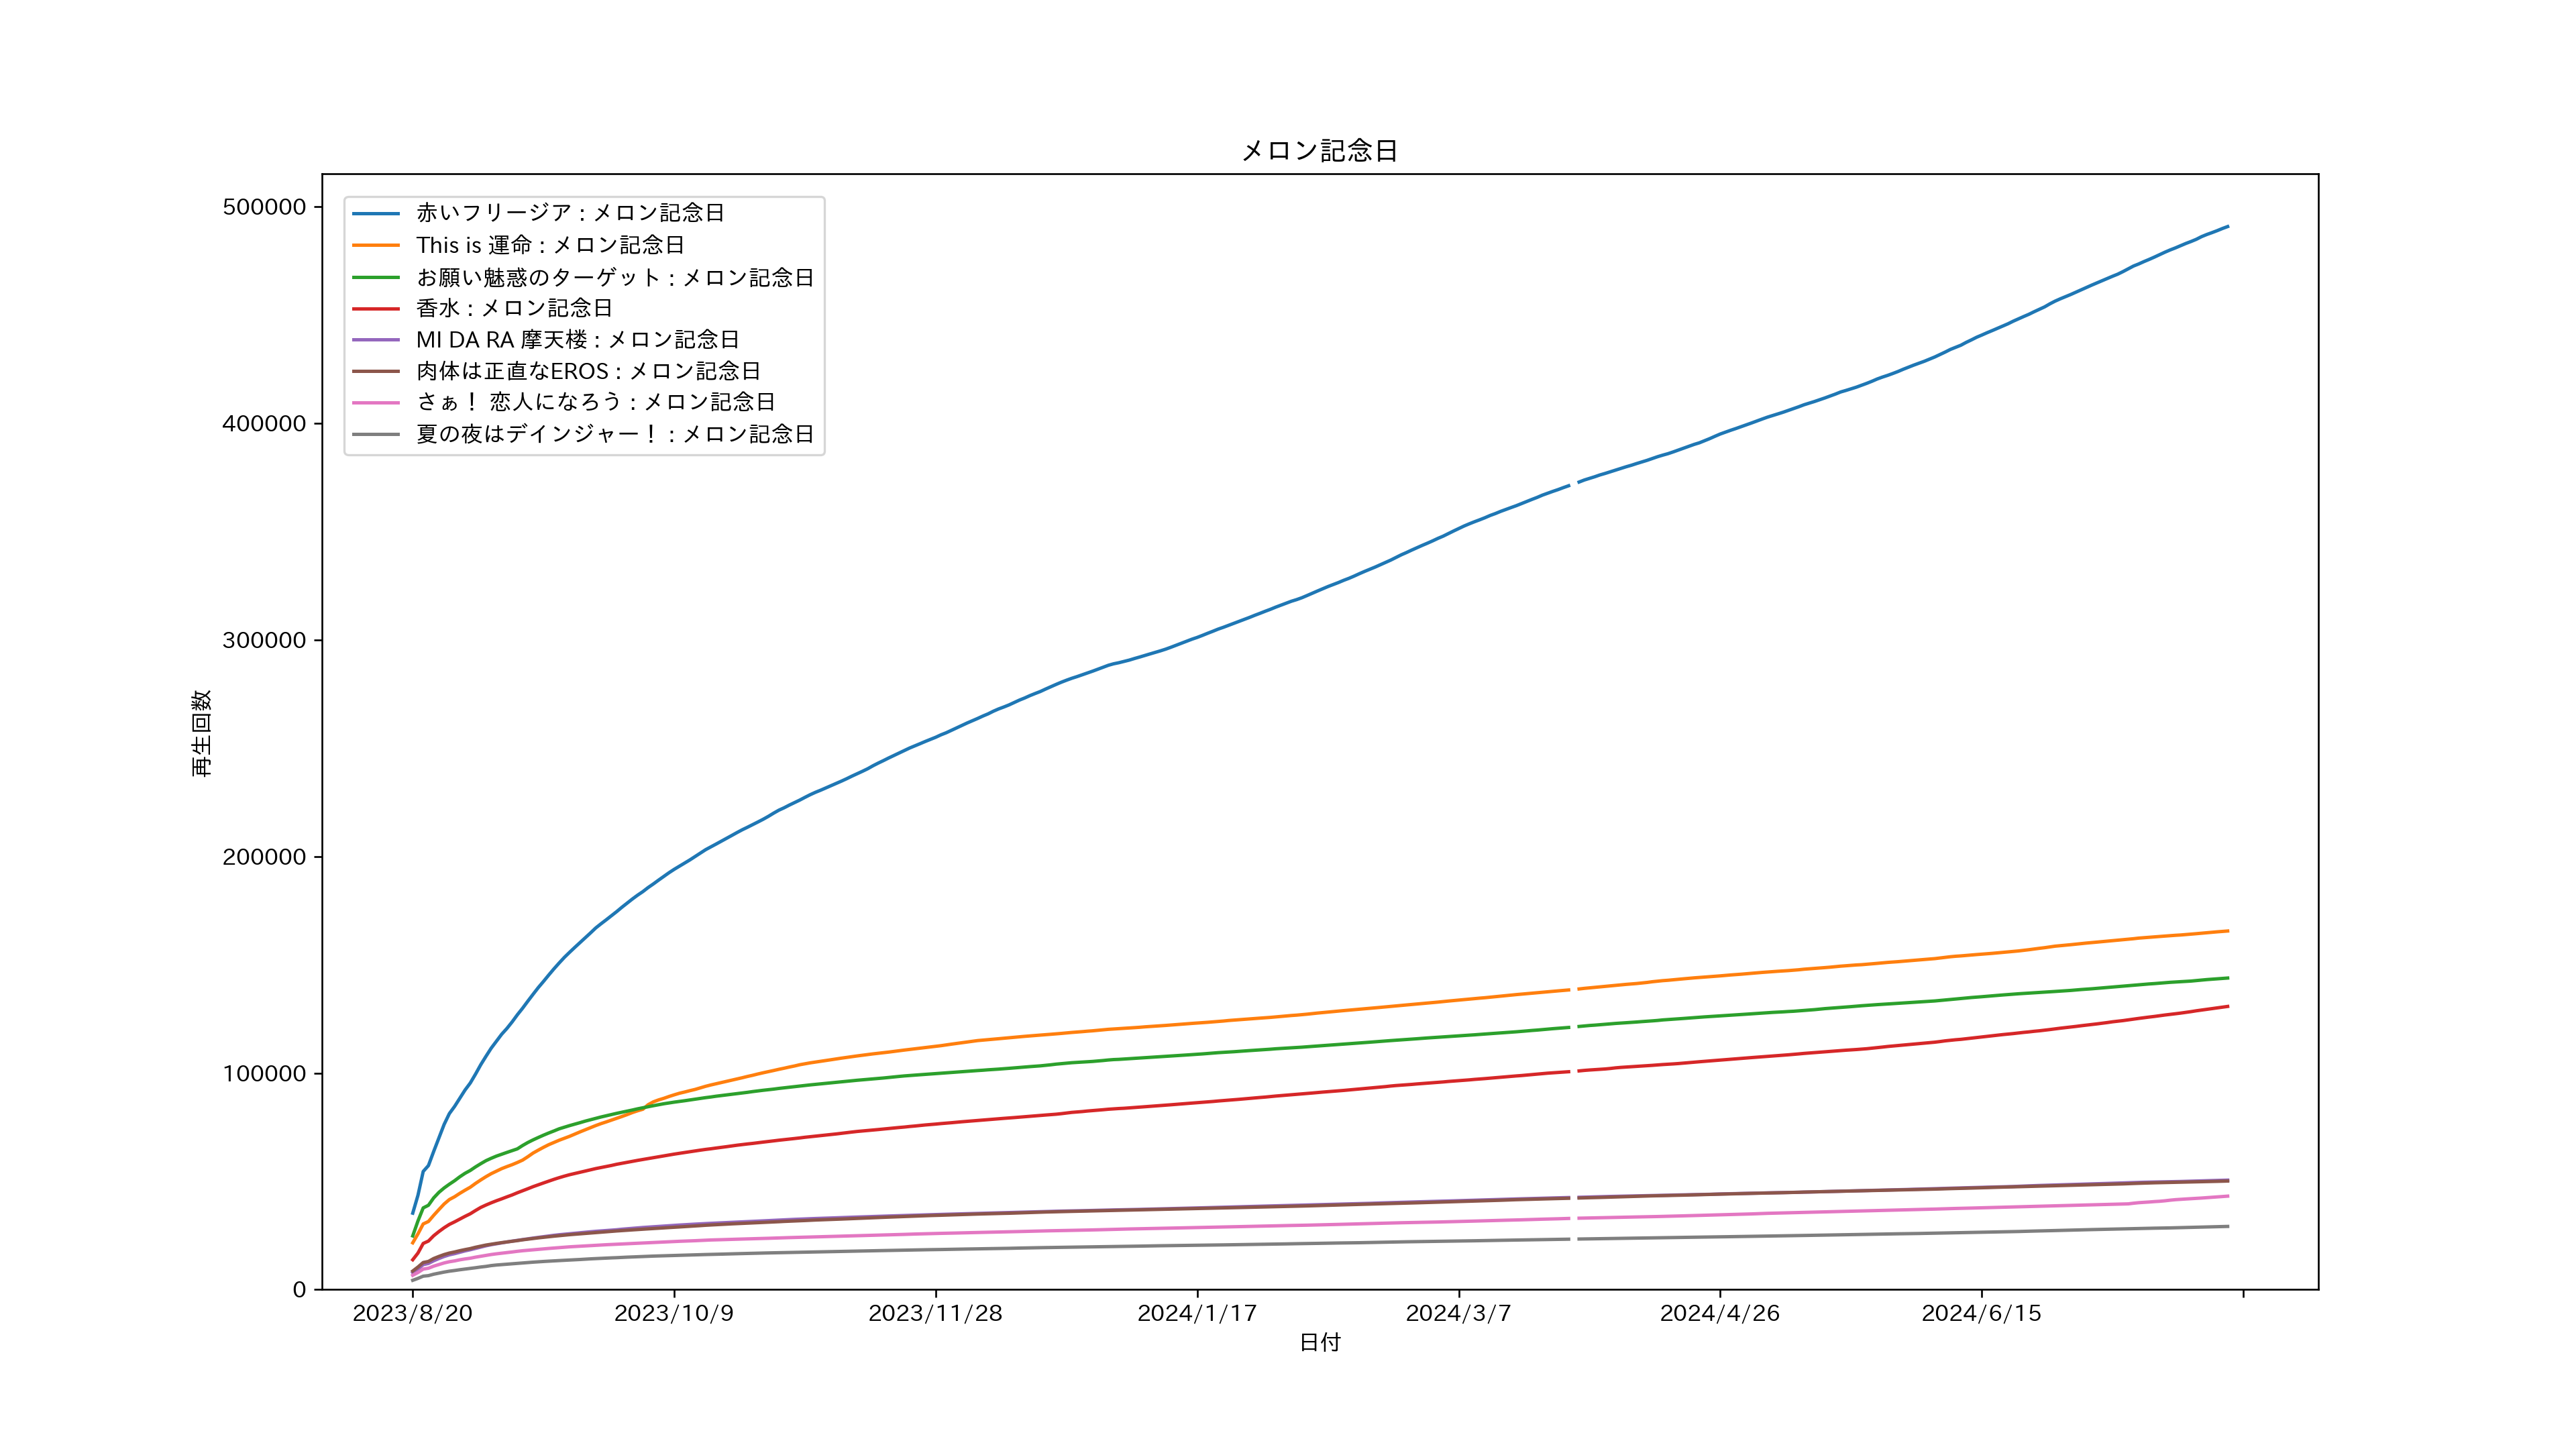 メロン記念日
500000
400000
300000
200000
100000
0
再生回数
赤いフリージア : メロン記念日
This is 運命 : メロン記念日
お願い魅惑のターゲット : メロン記念日
香水 : メロン記念日
MI DA RA 摩天楼 : メロン記念日
肉体は正直なEROS : メロン記念日
さぁ！ 恋人になろう : メロン記念日
夏の夜はデインジャー！ : メロン記念日
2023/8/20 2023/10/9 2023/11/28 2024/1/17 2024/3/7 2024/4/26 2024/6/15
日付